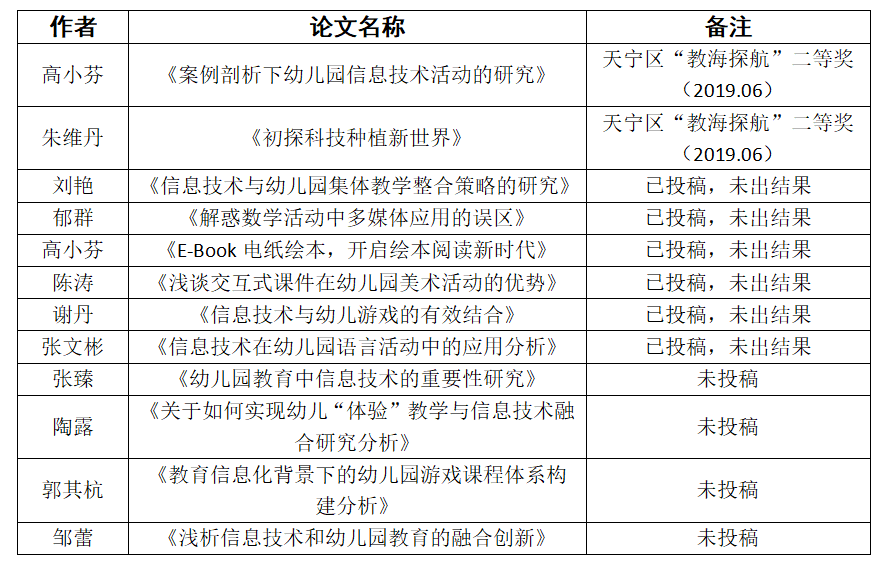 作者 论文名称 备注
高小芬 《案例剖析下幼儿园信息技术活动的研究》 天宁区“教海探航”二等奖
（2019.06）
朱维丹 《初探科技种植新世界》 天宁区“教海探航”二等奖
（2019.06）
刘艳 《信息技术与幼儿园集体教学整合策略的研究》 已投稿，未出结果
郁群 《解惑数学活动中多媒体应用的误区》 已投稿，未出结果
高小芬 《E-Book 电纸绘本，开启绘本阅读新时代》 已投稿，未出结果
陈涛 《浅谈交互式课件在幼儿园美术活动的优势》 已投稿，未出结果
谢丹 《信息技术与幼儿游戏的有效结合》 已投稿，未出结果
张文彬 《信息技术在幼儿园语言活动中的应用分析》 已投稿，未出结果
张臻 《幼儿园教育中信息技术的重要性研究》 未投稿
陶露 《关于如何实现幼儿“体验”教学与信息技术融 未投稿
合研究分析》
郭其杭 《教育信息化背景下的幼儿园游戏课程体系构 未投稿
建分析》
邹蕾 《浅析信息技术和幼儿园教育的融合创新》 未投稿